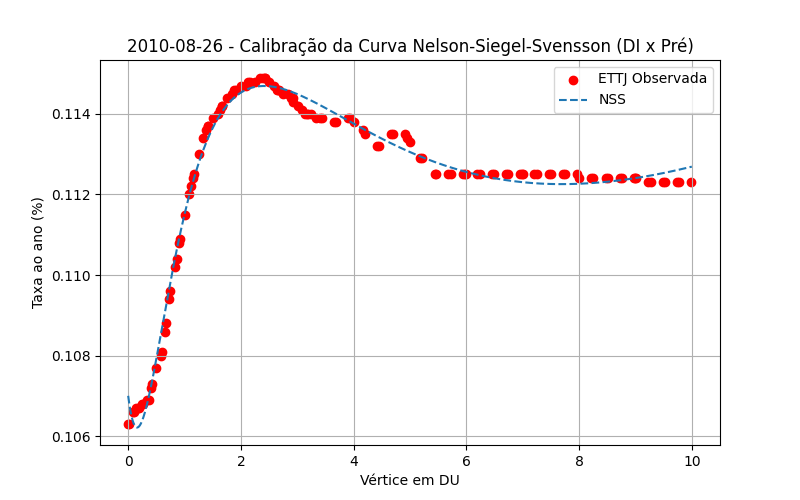 2010-08-26 - Calibração da Curva Nelson-Siegel-Svensson (DI x Pré)
ETTJ Observada
NSS
Taxa ao ano (%)
0.114
0.112
0.110
0.108
0.106
0 2 4 6 8 10
Vértice em DU